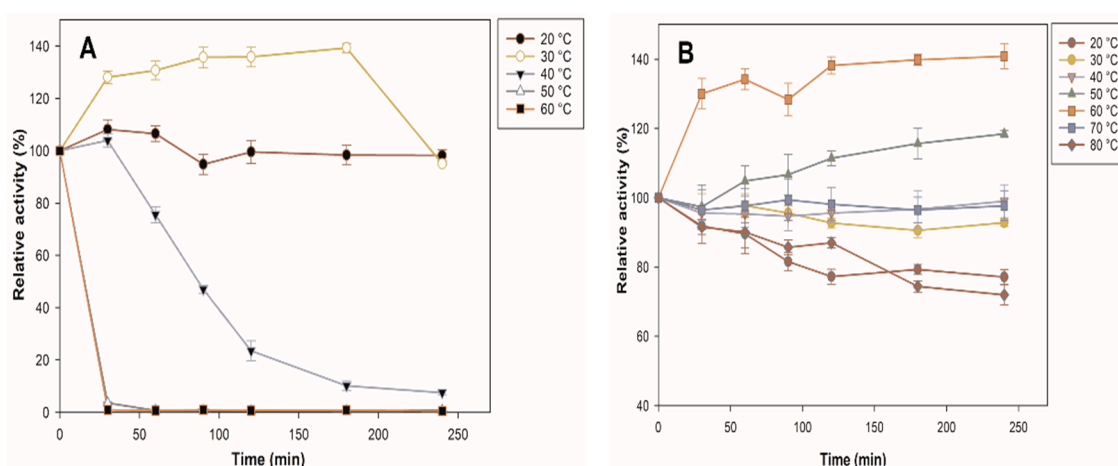 A
Relative activity (%)
140
120
100
80
60
40
20
0
0 50 100 150 200 250
Time (min)
20 °C
30 °C
40 °C
50 °C
60 °C
B
Relative activity (%)
140
120
100
80
60
40
0 50 100 150 200 250
Time (min)
20 °C
30 °C
40 °C
50 °C
60 °C
70 °C
80 °C